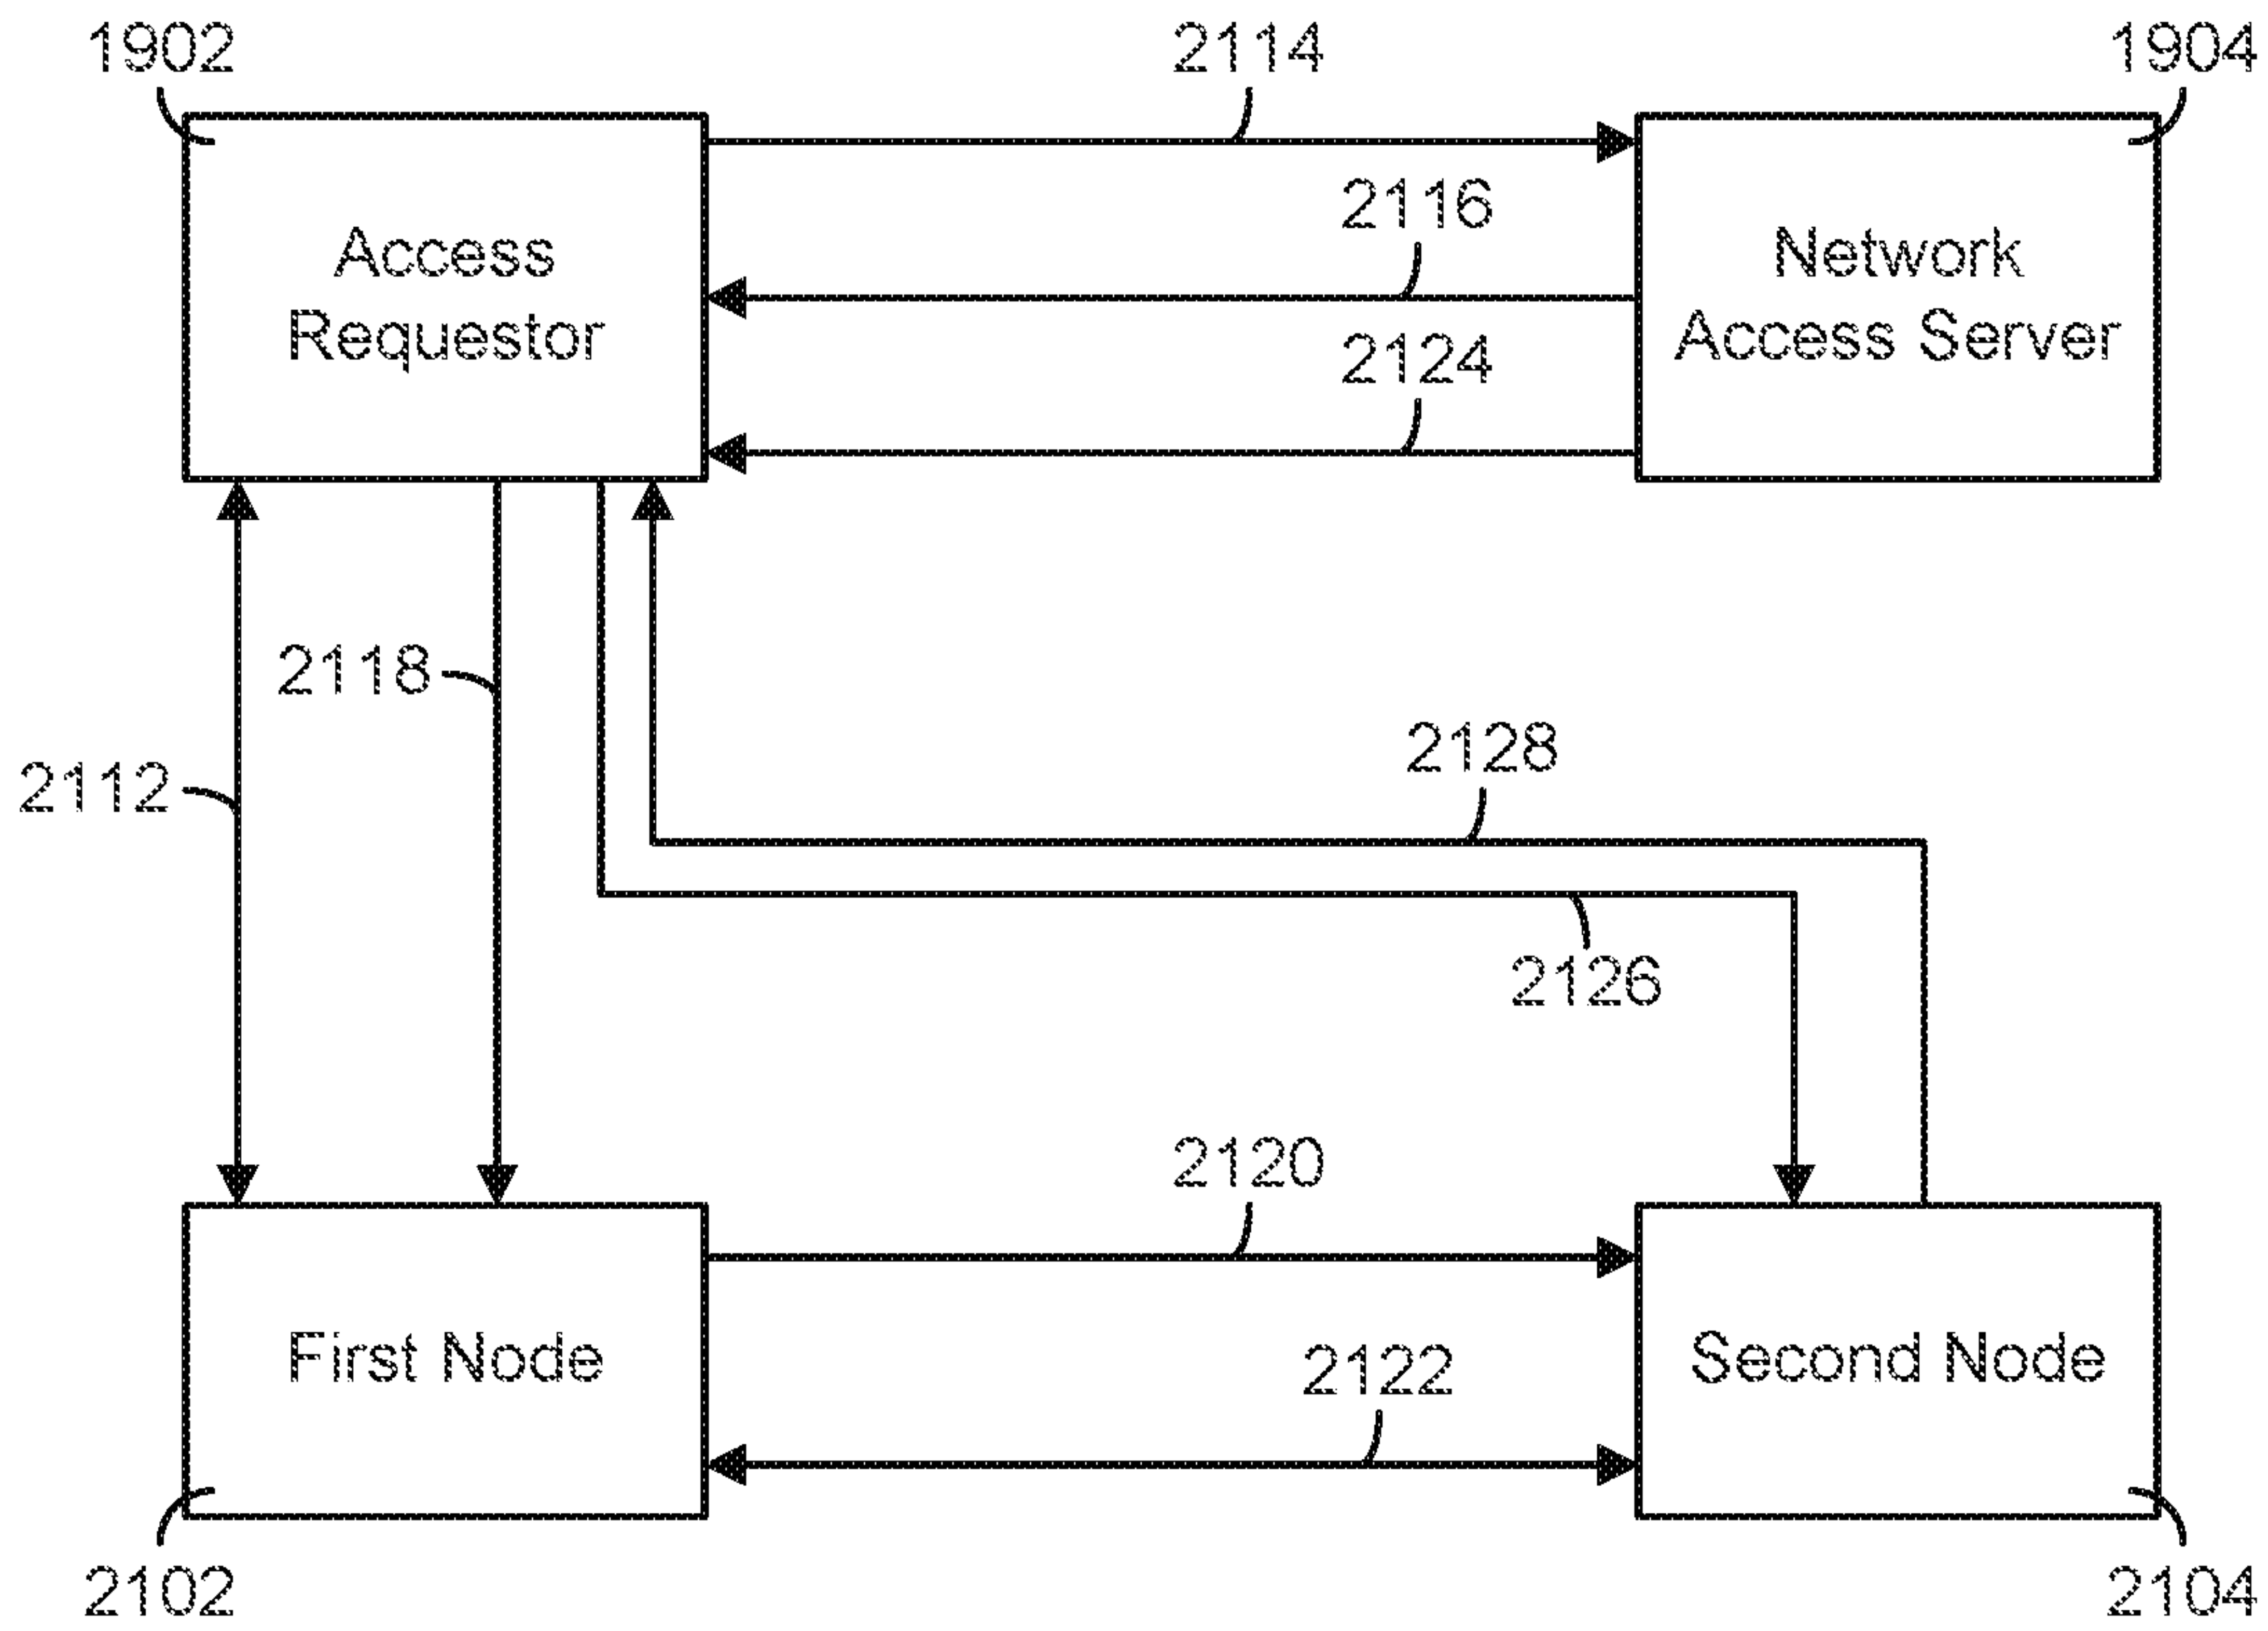 1902
2114
1904
2116
Access
Requestor
Network
Access Server
2124
2118
2128
2112
2126
2120
First Node
Second Node
2122
2102
2104